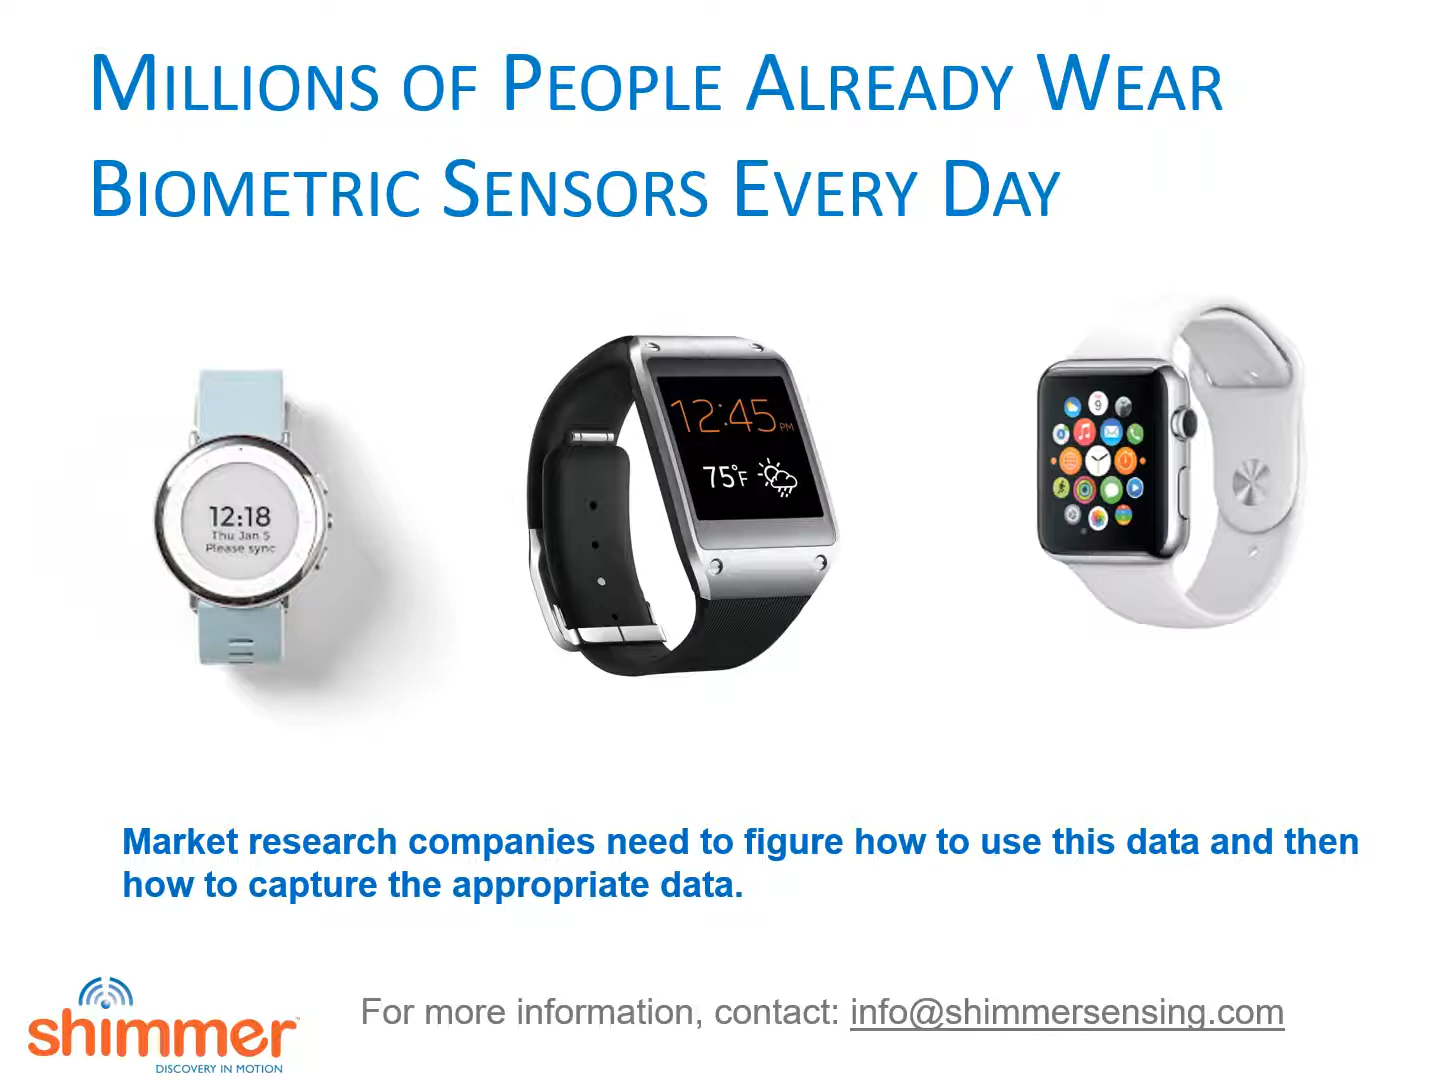 MILLIONS OF PEOPLE ALREADY WEAR
BIOMETRIC SENSORS EVERY DAY
12:18
Thu Jan 5
Please sync
12:45 PM
75°F
9
Market research companies need to figure how to use this data and then
how to capture the appropriate data.
shimmer
DISCOVERY IN MOTION
For more information, contact: info@shimmersensing.com